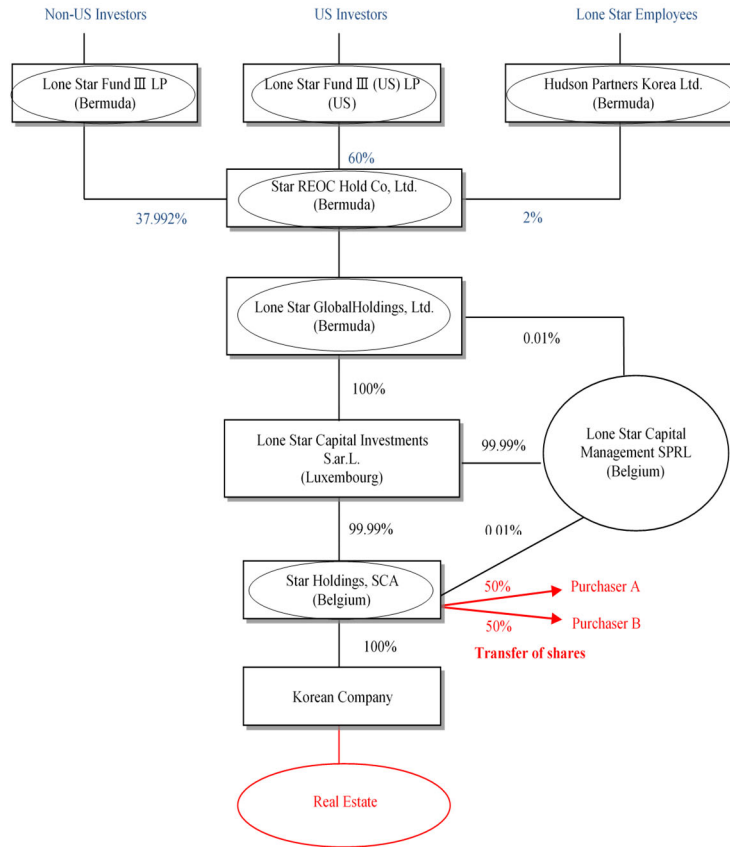 Non-US Investors
US Investors
Lone Star Employees
Lone Star Fund Ⅲ LP
(Bermuda)
Lone Star Fund Ⅲ (US) LP
(US)
Hudson Partners Korea Ltd.
(Bermuda)
60%
Star REOC Hold Co, Ltd.
(Bermuda)
37.992%
2%
Lone Star GlobalHoldings, Ltd.
(Bermuda)
0.01%
100%
Lone Star Capital Investments
S.ar.L.
(Luxembourg)
99.99%
Lone Star Capital
Management SPRL
(Belgium)
99.99%
0.01%
Star Holdings, SCA
(Belgium)
50%
Purchaser A
50%
Purchaser B
100%
Transfer of shares
Korean Company
Real Estate